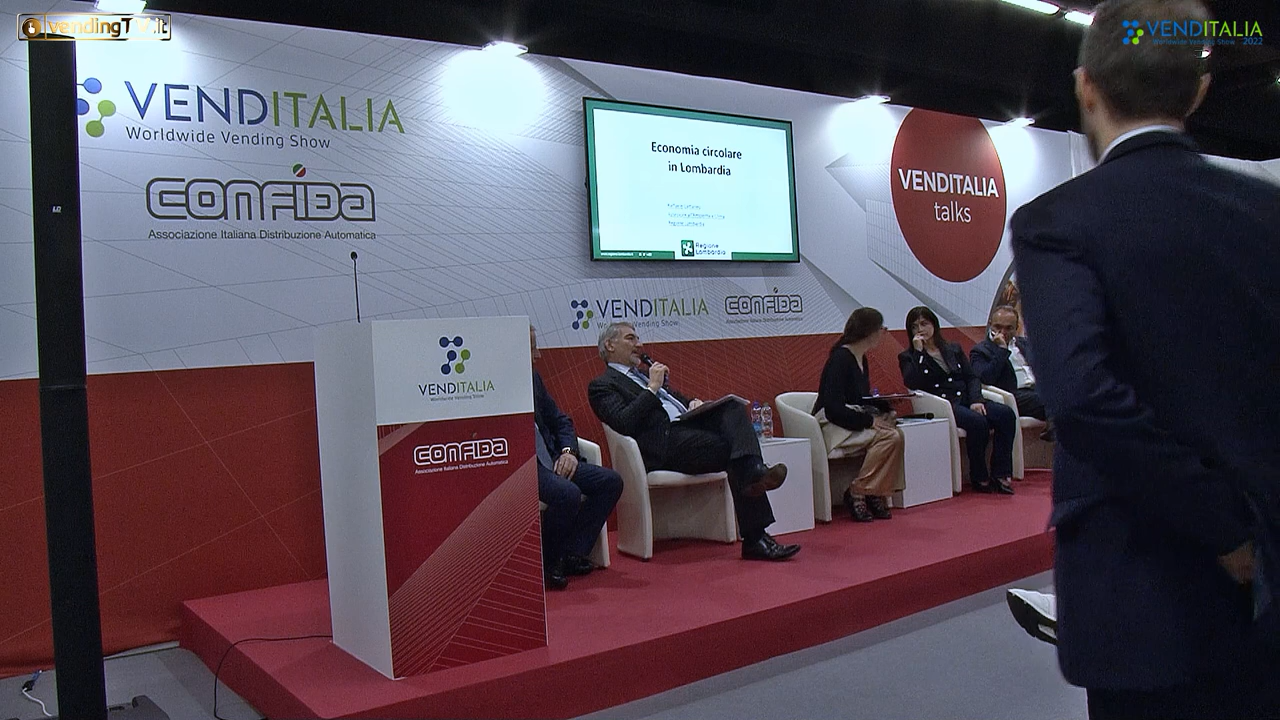 vendingTV.it
VENDITALIA
Worldwide Vending Show 2022
VENDITALIA
Worldwide Vending Show
CONFIDA
Associazione Italiana Distribuzione Automatica
Economia circolare
in Lombardia
Regione Lombardia
Regione
Lombardia
VENDITALIA
talks
VENDITALIA
Worldwide Vending Show
CONFIDA
Associazione Italiana Distribuzione Automatica
VENDITALIA
Worldwide Vending Show
CONFIDA
Associazione Italiana Distribuzione Automatica